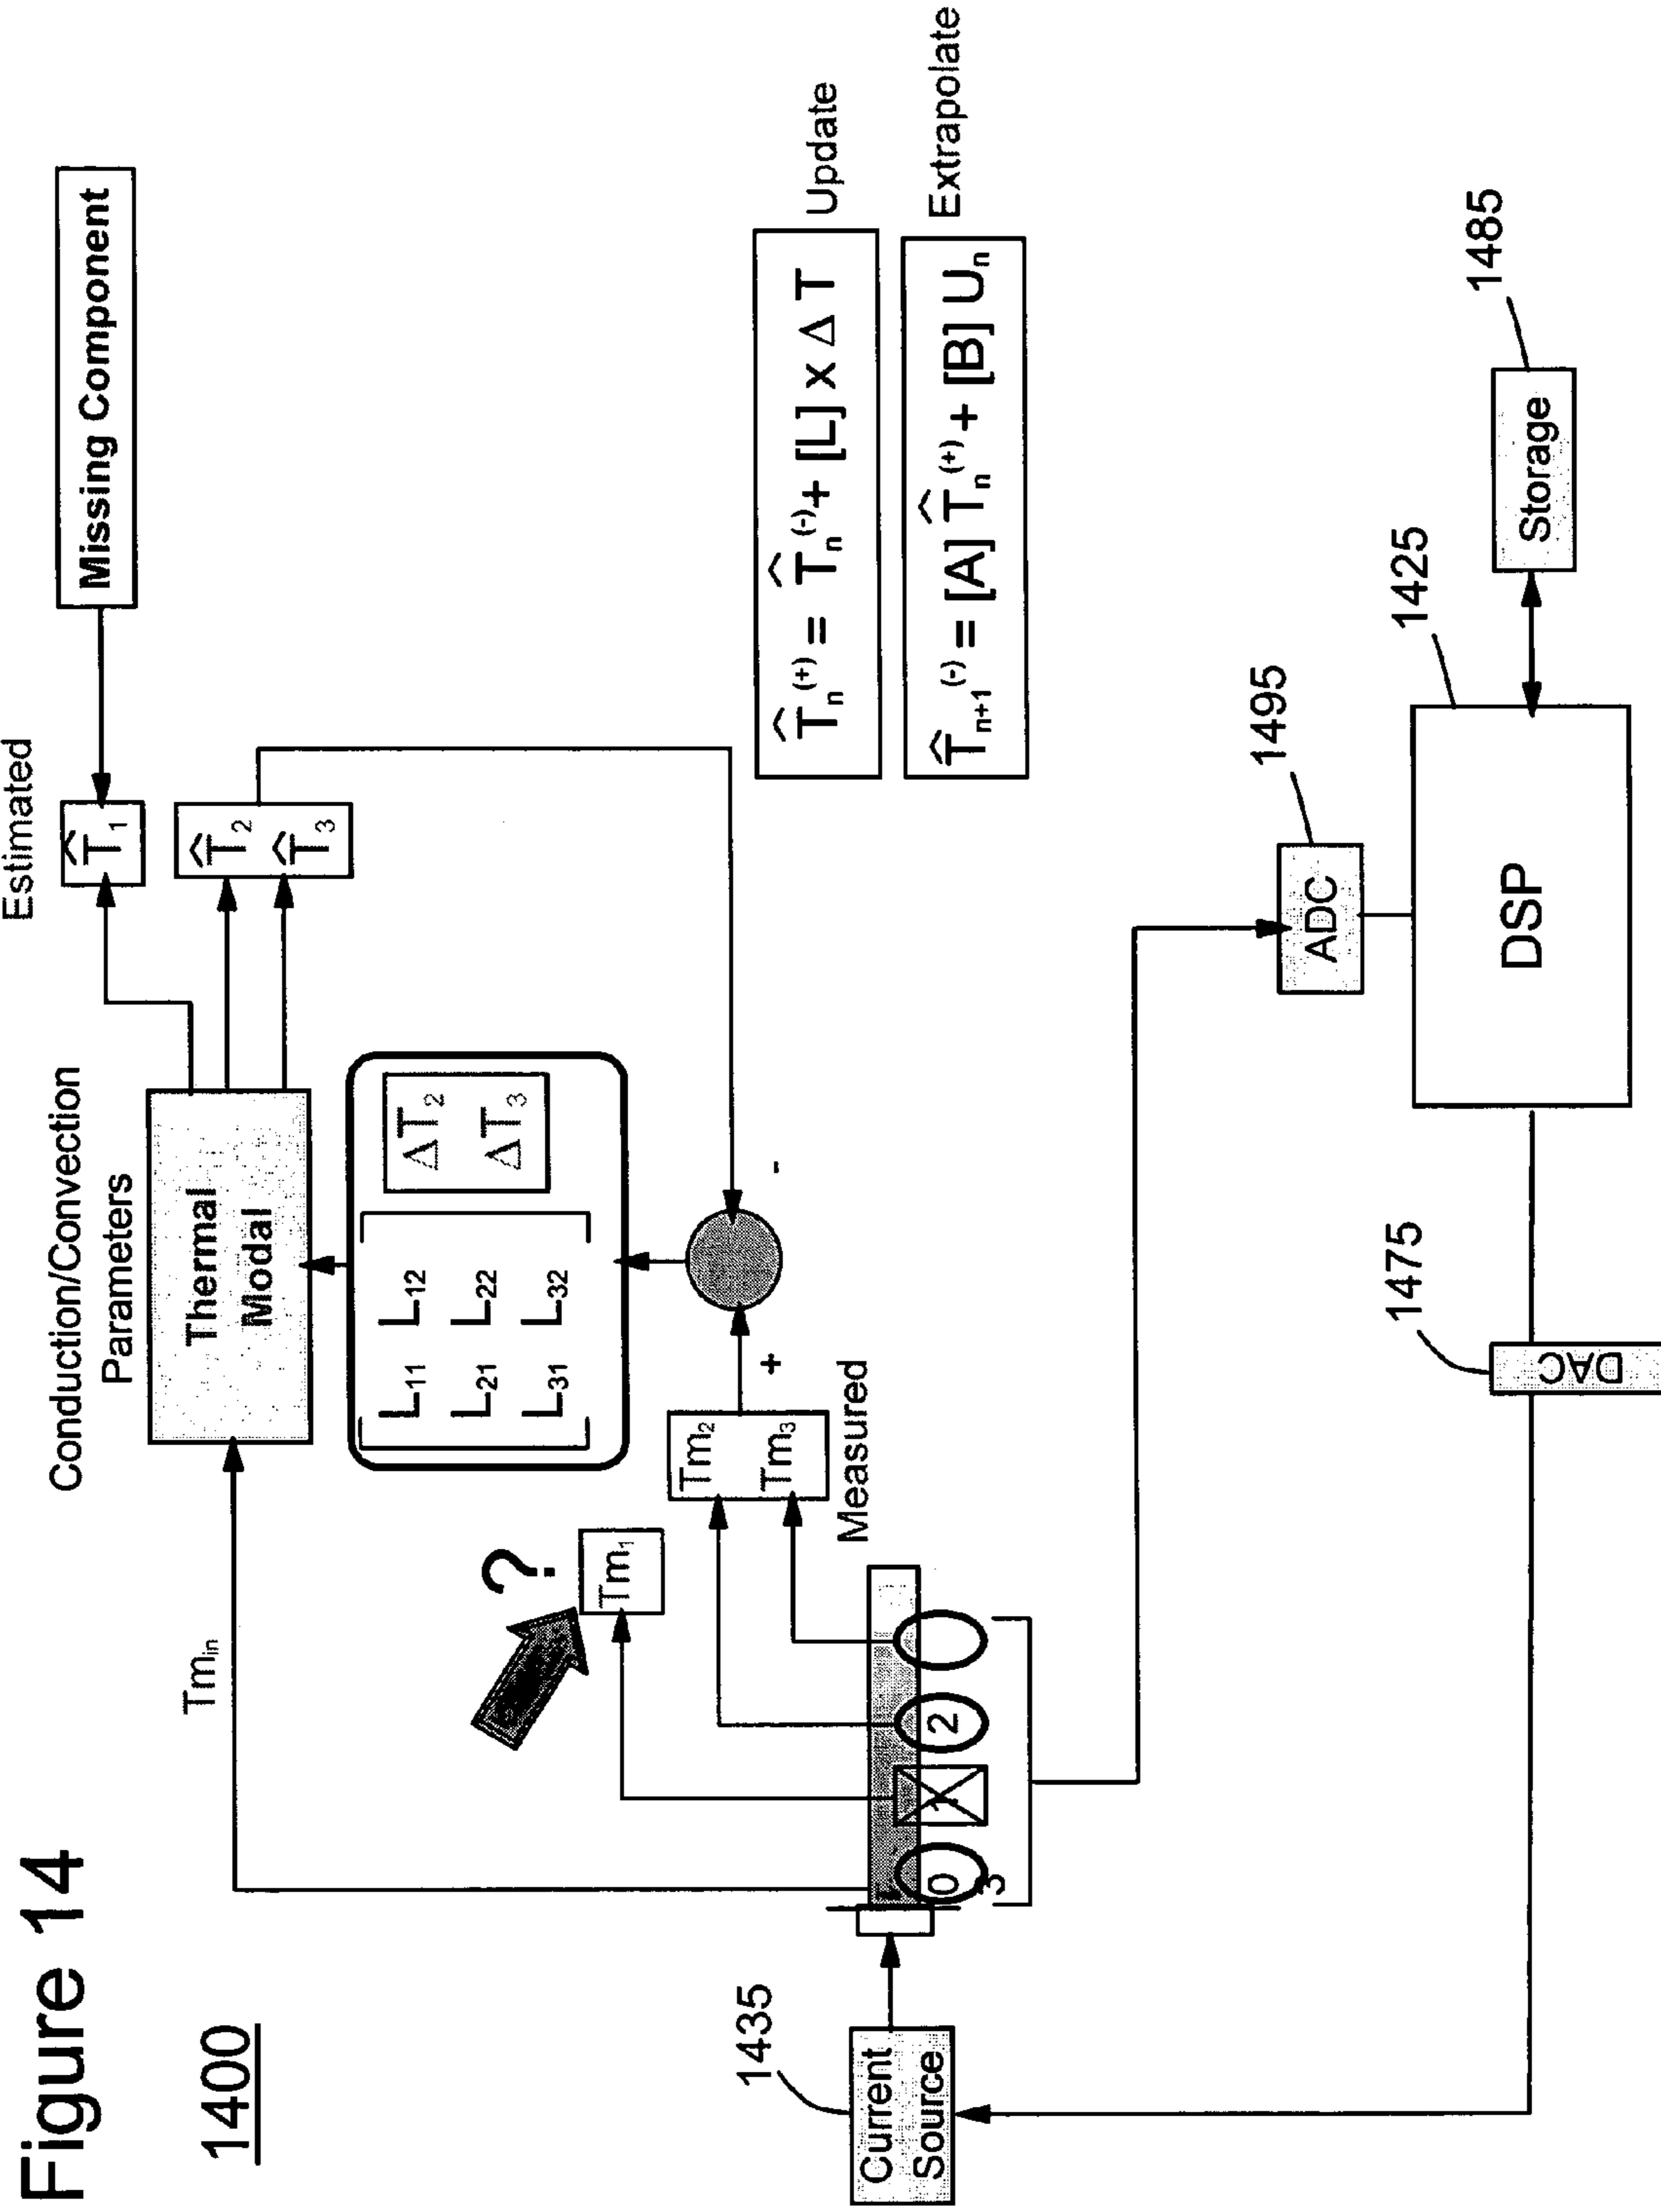 Figure 14
1400
Estimated
Missing Component
T̂₁
T̂₂
T̂₃
Conduction/Convection
Parameters
Thermal
Modal
Tmᵢₙ
L₁₁ L₁₂
L₂₁ L₂₂
L₃₁ L₃₂
ΔT₂
ΔT₃
?
Tm₁
Tm₂
Tm₃
Measured
+
-
T̂ₙ⁽⁺⁾ = T̂ₙ⁽⁻⁾ + [L] x Δ T
Update
T̂ₙ₊₁⁽⁻⁾ = [A] T̂ₙ⁽⁺⁾ + [B] Uₙ
Extrapolate
0 1 2
3
1435
Current
Source
1495
ADC
1425
DSP
1485
Storage
1475
DAC